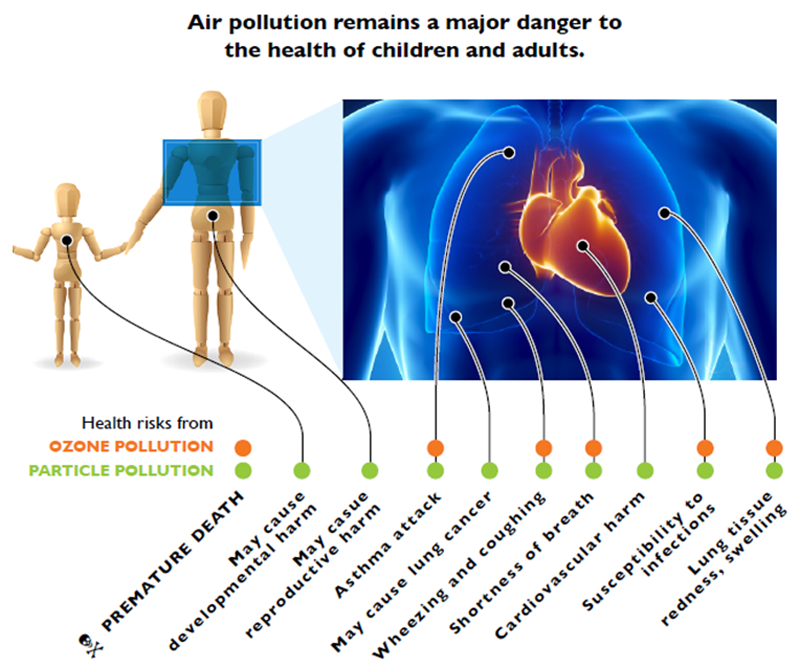 Air pollution remains a major danger to
the health of children and adults.
Health risks from
OZONE POLLUTION
PARTICLE POLLUTION
PREMATURE DEATH
May cause
developmental harm
May casue
reproductive harm
Asthma attack
May cause lung cancer
Wheezing and coughing
Shortness of breath
Cardiovascular harm
Susceptibility to
infections
Lung tissue
redness, swelling